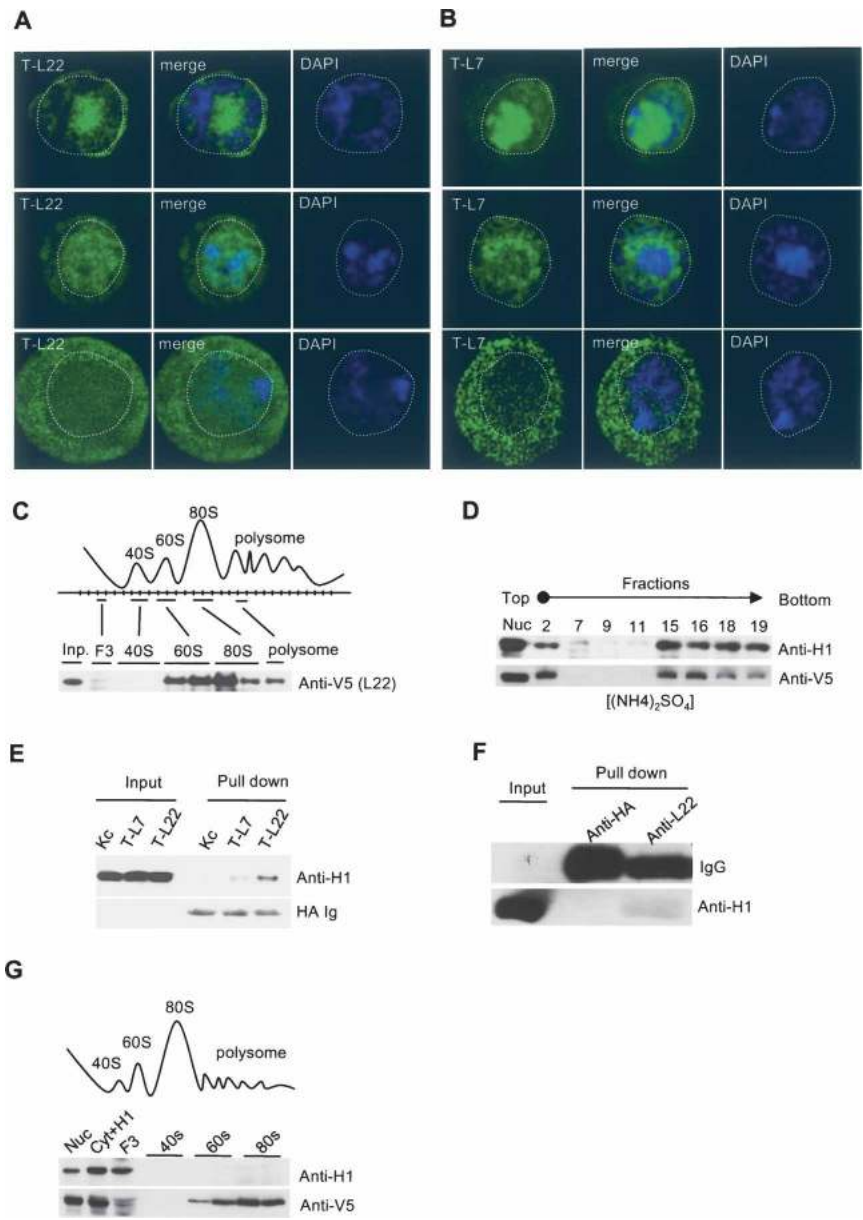 A
B
T-L22 merge DAPI
T-L7 merge DAPI
T-L22 merge DAPI
T-L7 merge DAPI
T-L22 merge DAPI
T-L7 merge DAPI
C
80S
60S
40S
polysome
Inp. F3 40S 60S 80S polysome
Anti-V5 (L22)
D
Fractions
Top
Bottom
Nuc 2 7 9 11 15 16 18 19
Anti-H1
Anti-V5
[(NH4)2SO4]
E
Input Pull down
Kc T-L7 T-L22 Kc T-L7 T-L22
Anti-H1
HA Ig
F
Pull down
Input
Anti-HA Anti-L22
IgG
Anti-H1
G
80S
60S
40S
polysome
Nuc Cyt+H1 F3 40s 60s 80s
Anti-H1
Anti-V5